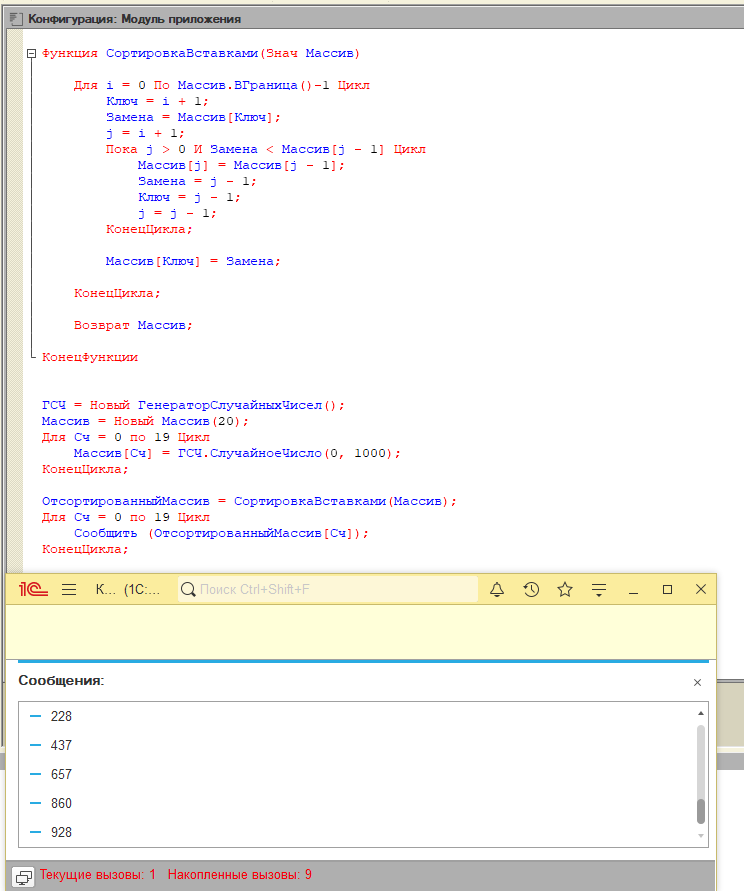 Конфигурация: Модуль приложения
Функция СортировкаВставками(Знач Массив)
Для i = 0 По Массив.ВГраница()-1 Цикл
Ключ = i + 1;
Замена = Массив[Ключ];
j = i + 1;
Пока j > 0 И Замена < Массив[j - 1] Цикл
Массив[j] = Массив[j - 1];
Замена = j - 1;
Ключ = j - 1;
j = j - 1;
КонецЦикла;
Массив[Ключ] = Замена;
КонецЦикла;
Возврат Массив;
КонецФункции
ГСЧ = Новый ГенераторСлучайныхЧисел();
Массив = Новый Массив(20);
Для Сч = 0 по 19 Цикл
Массив[Сч] = ГСЧ.СлучайноеЧисло(0, 1000);
КонецЦикла;
ОтсортированныйМассив = СортировкаВставками(Массив);
Для Сч = 0 по 19 Цикл
Сообщить (ОтсортированныйМассив[Сч]);
КонецЦикла;
1С К... (1С:... Поиск Ctrl+Shift+F
Сообщения:
228
437
657
860
928
Текущие вызовы: 1 Накопленные вызовы: 9